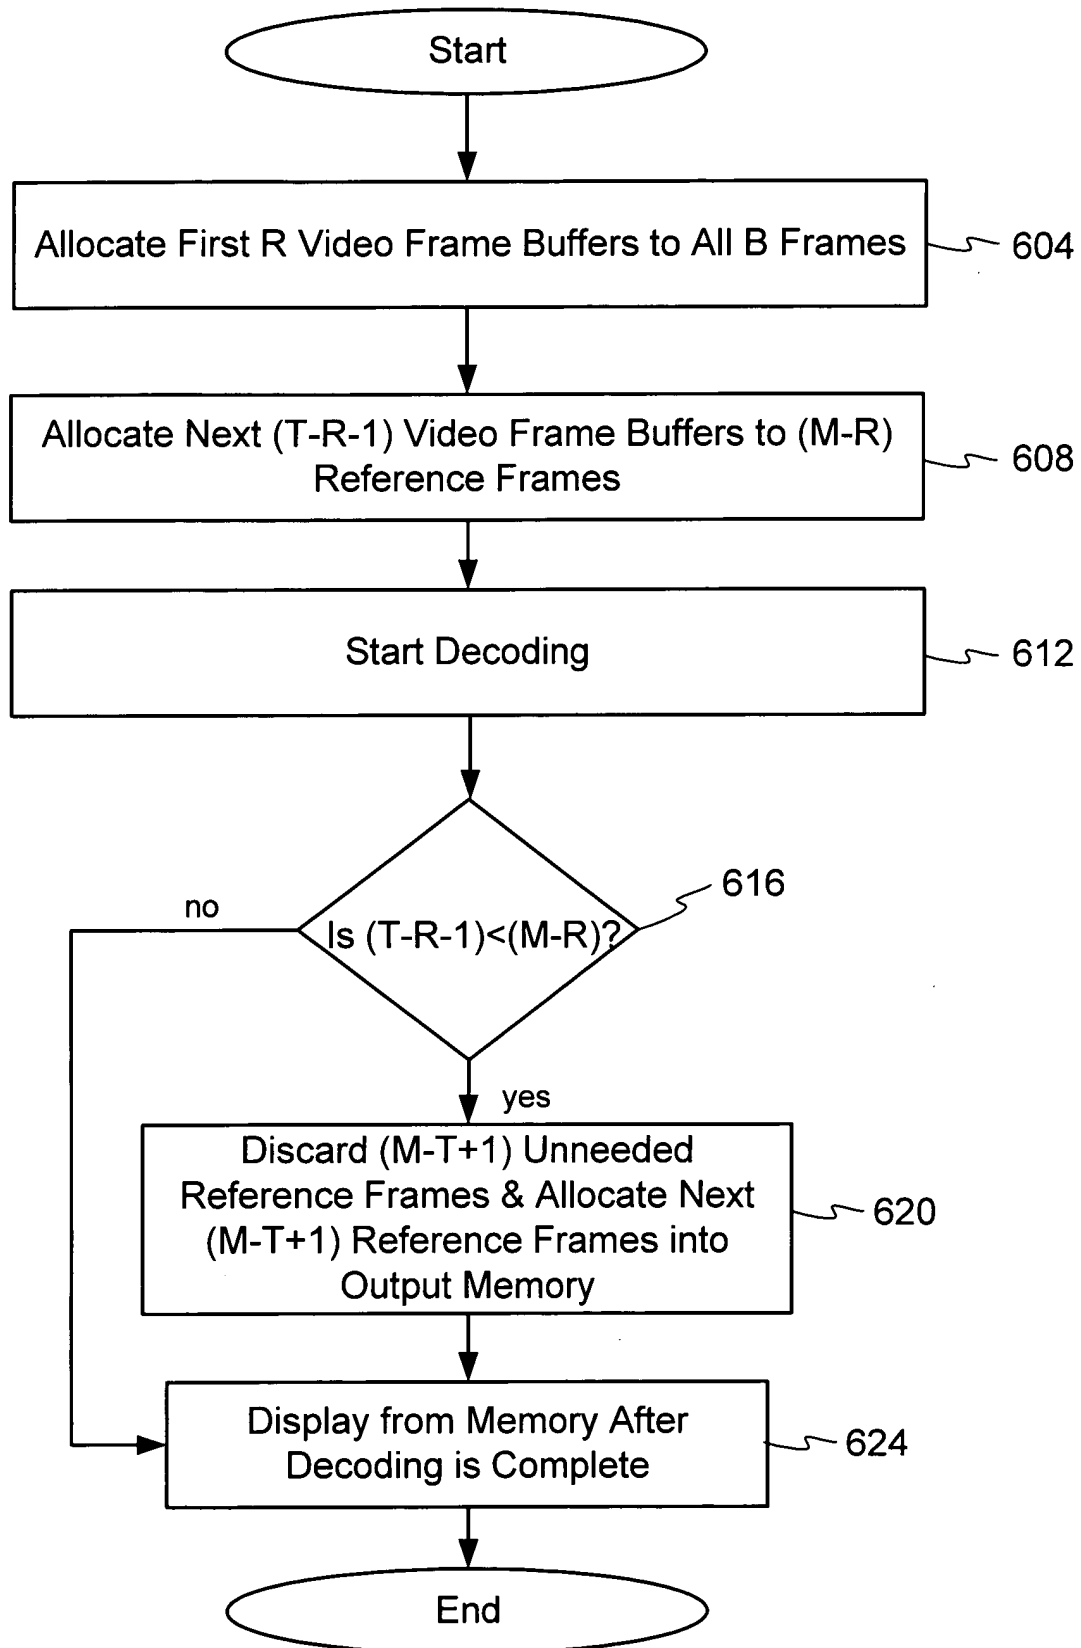 Start
Allocate First R Video Frame Buffers to All B Frames
604
Allocate Next (T-R-1) Video Frame Buffers to (M-R)
Reference Frames
608
Start Decoding
612
616
no
Is (T-R-1)<(M-R)?
yes
Discard (M-T+1) Unneeded
Reference Frames & Allocate Next
(M-T+1) Reference Frames into
Output Memory
620
Display from Memory After
Decoding is Complete
624
End